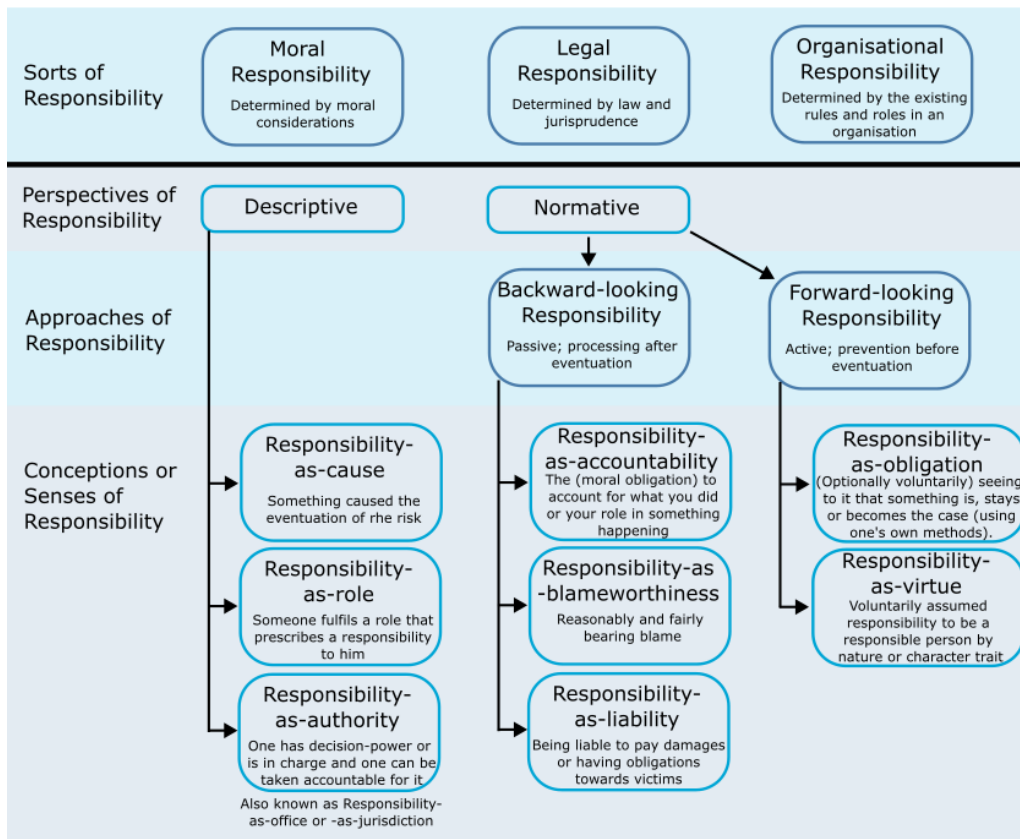 Sorts of
Responsibility
Moral
Responsibility
Determined by moral
considerations
Legal
Responsibility
Determined by law and
jurisprudence
Organisational
Responsibility
Determined by the existing
rules and roles in an
organisation
Perspectives of
Responsibility
Descriptive
Normative
Approaches of
Responsibility
Backward-looking
Responsibility
Passive; processing after
eventuation
Forward-looking
Responsibility
Active; prevention before
eventuation
Conceptions or
Senses of
Responsibility
Responsibility-
as-cause
Something caused the
eventuation of rhe risk
Responsibility-
as-role
Someone fulfils a role that
prescribes a responsibility
to him
Responsibility-
as-authority
One has decision-power or
is in charge and one can be
taken accountable for it
Also known as Responsibility-
as-office or -as-jurisdiction
Responsibility-
as-accountability
The (moral obligation) to
account for what you did
or your role in something
happening
Responsibility-as
-blameworthiness
Reasonably and fairly
bearing blame
Responsibility-
as-liability
Being liable to pay damages
or having obligations
towards victims
Responsibility-
as-obligation
(Optionally voluntarily) seeing
to it that something is, stays
or becomes the case (using
one's own methods).
Responsibility-
as-virtue
Voluntarily assumed
responsibility to be a
responsible person by
nature or character trait